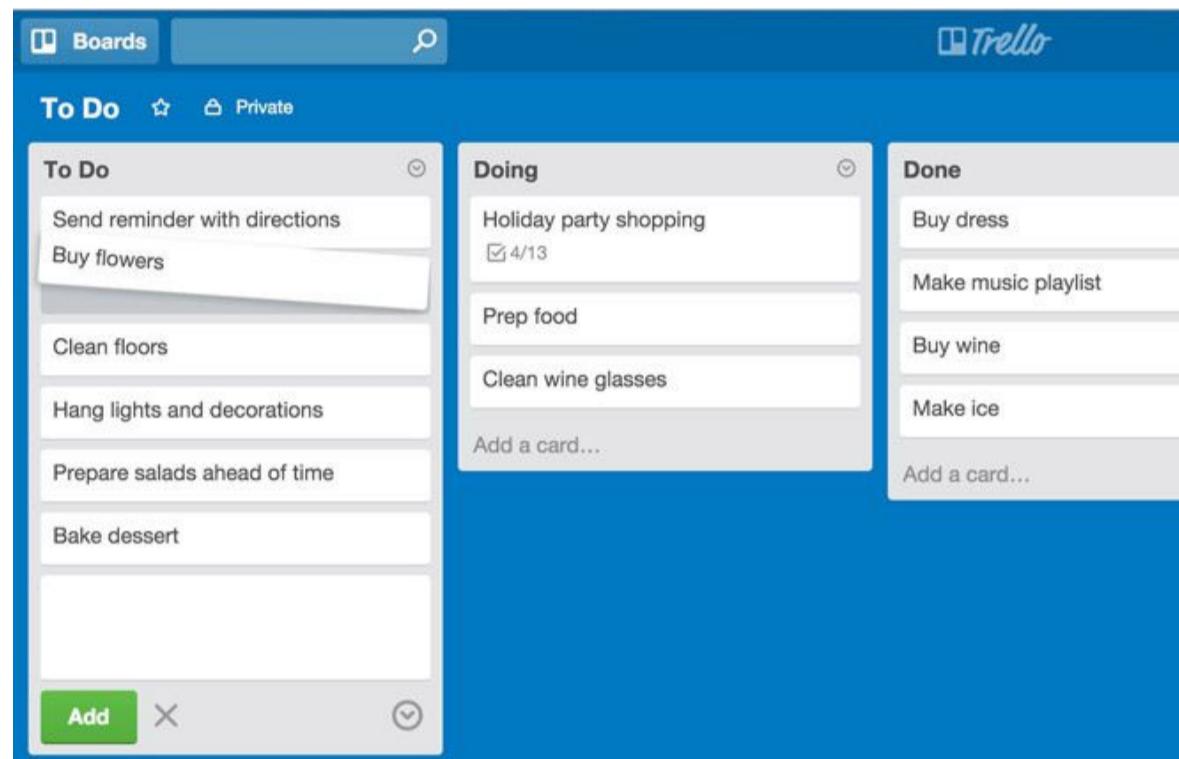 Boards
Trello
To Do
Private
To Do
Send reminder with directions
Buy flowers
Clean floors
Hang lights and decorations
Prepare salads ahead of time
Bake dessert
Add
Doing
Holiday party shopping
4/13
Prep food
Clean wine glasses
Add a card...
Done
Buy dress
Make music playlist
Buy wine
Make ice
Add a card...